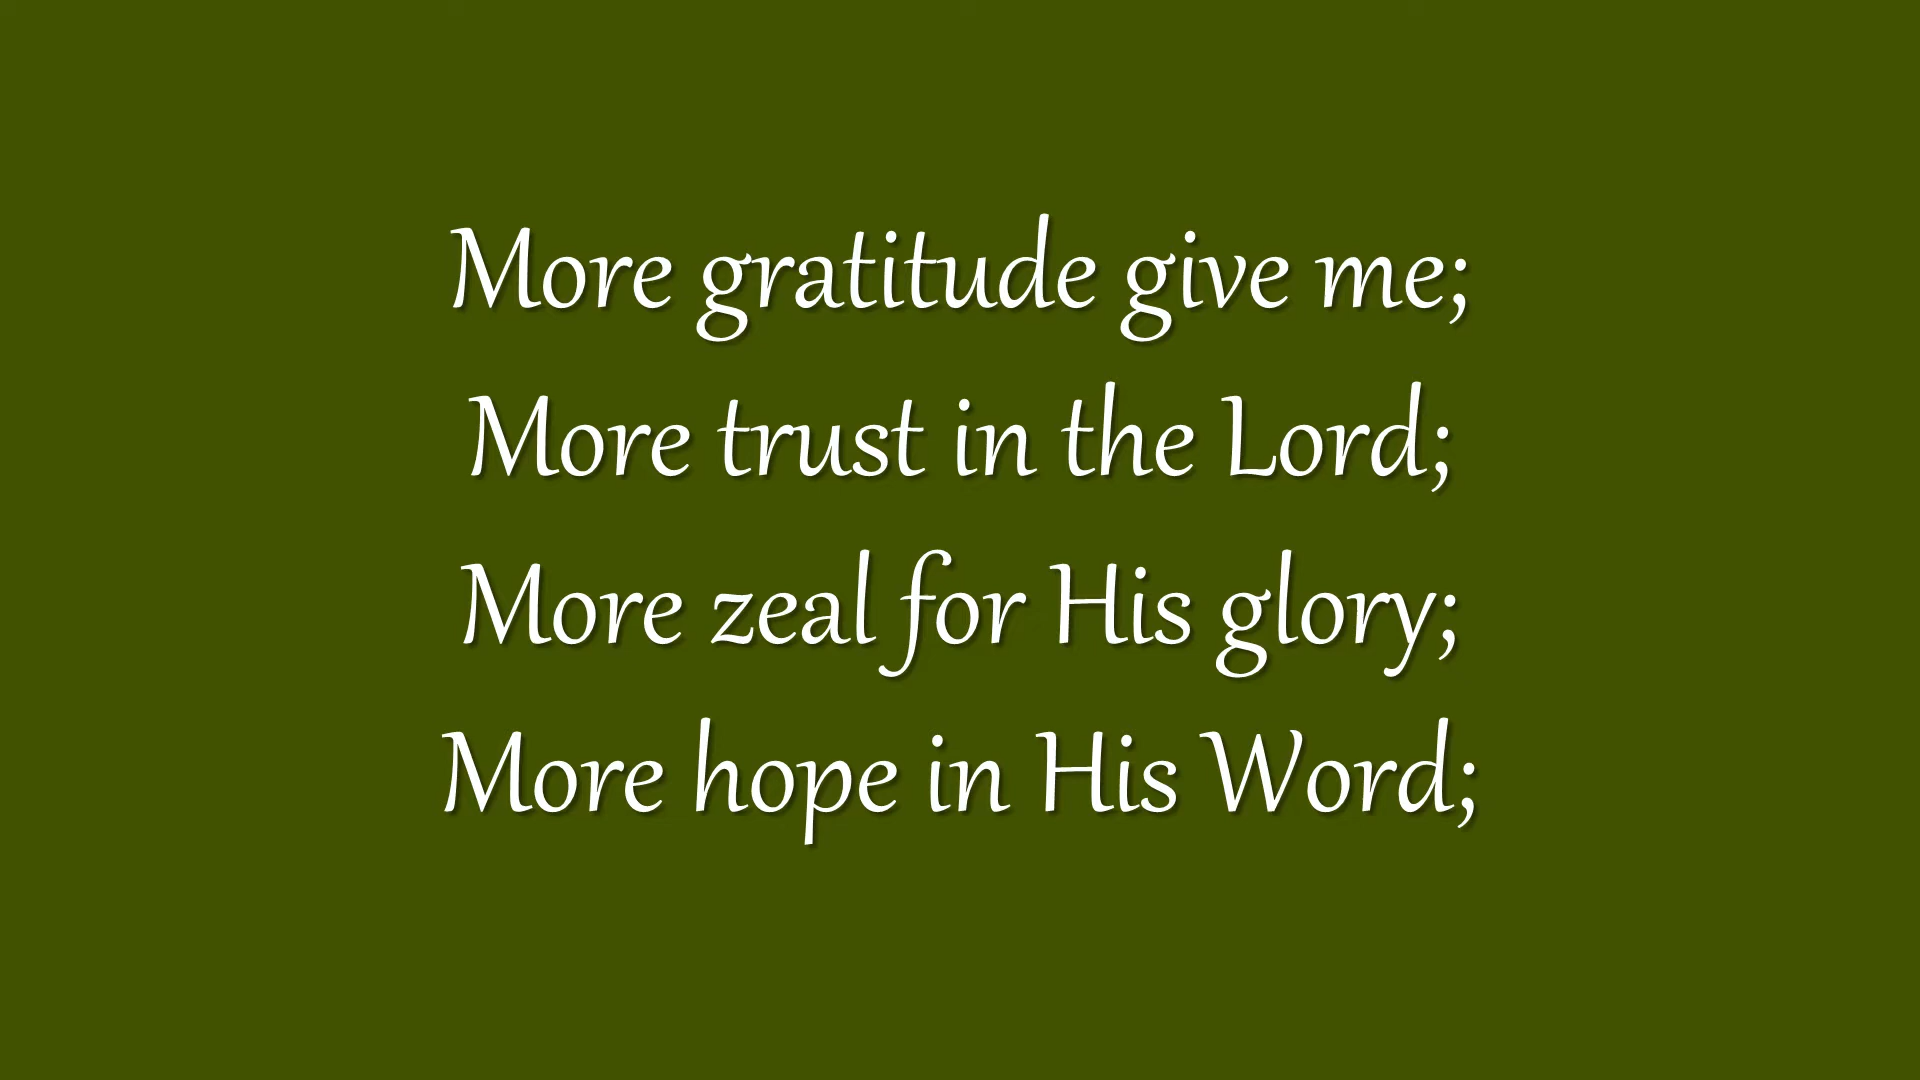 More gratitude give me;
More trust in the Lord;
More zeal for His glory;
More hope in His Word;